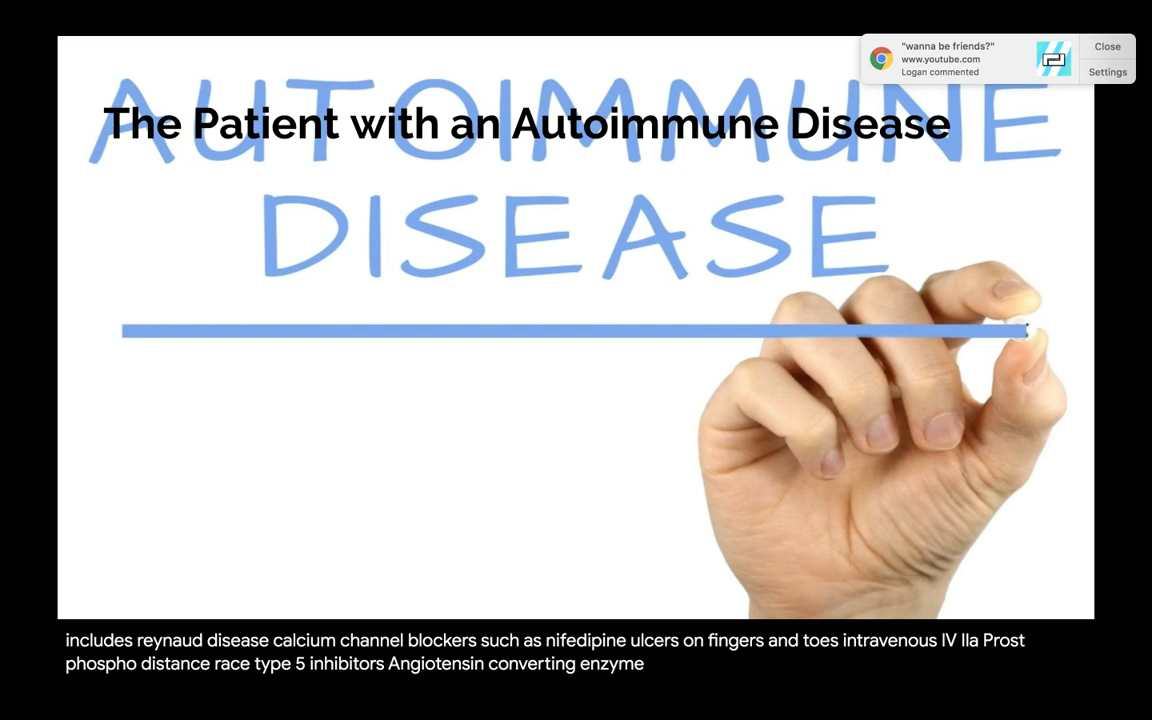 "wanna be friends?"
www.youtube.com
Logan commented
Close
Settings
AUTOIMMUNE
The Patient with an Autoimmune Disease
DISEASE
includes reynaud disease calcium channel blockers such as nifedipine ulcers on fingers and toes intravenous IV lla Prost
phospho distance race type 5 inhibitors Angiotensin converting enzyme